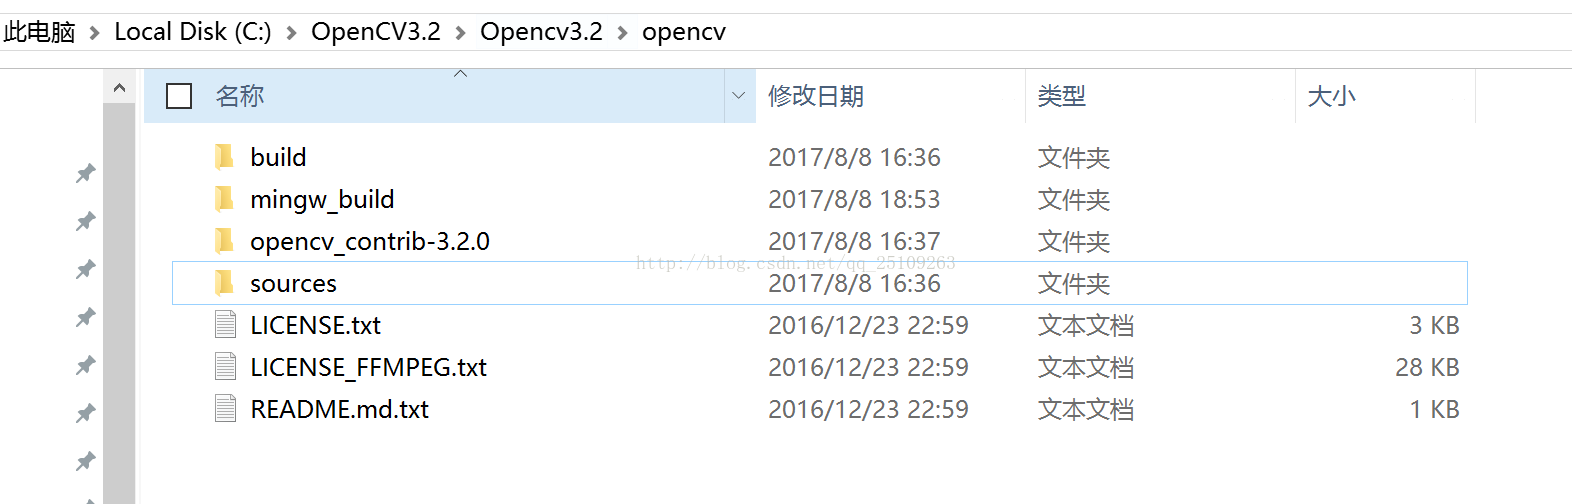 此电脑 > Local Disk (C:) > OpenCV3.2 > Opencv3.2 > opencv
名称 修改日期 类型 大小
build 2017/8/8 16:36 文件夹
mingw_build 2017/8/8 18:53 文件夹
opencv_contrib-3.2.0 2017/8/8 16:37 文件夹
http://blog.csdn.net/qq_25109263
sources 2017/8/8 16:36 文件夹
LICENSE.txt 2016/12/23 22:59 文本文档 3 KB
LICENSE_FFMPEG.txt 2016/12/23 22:59 文本文档 28 KB
README.md.txt 2016/12/23 22:59 文本文档 1 KB